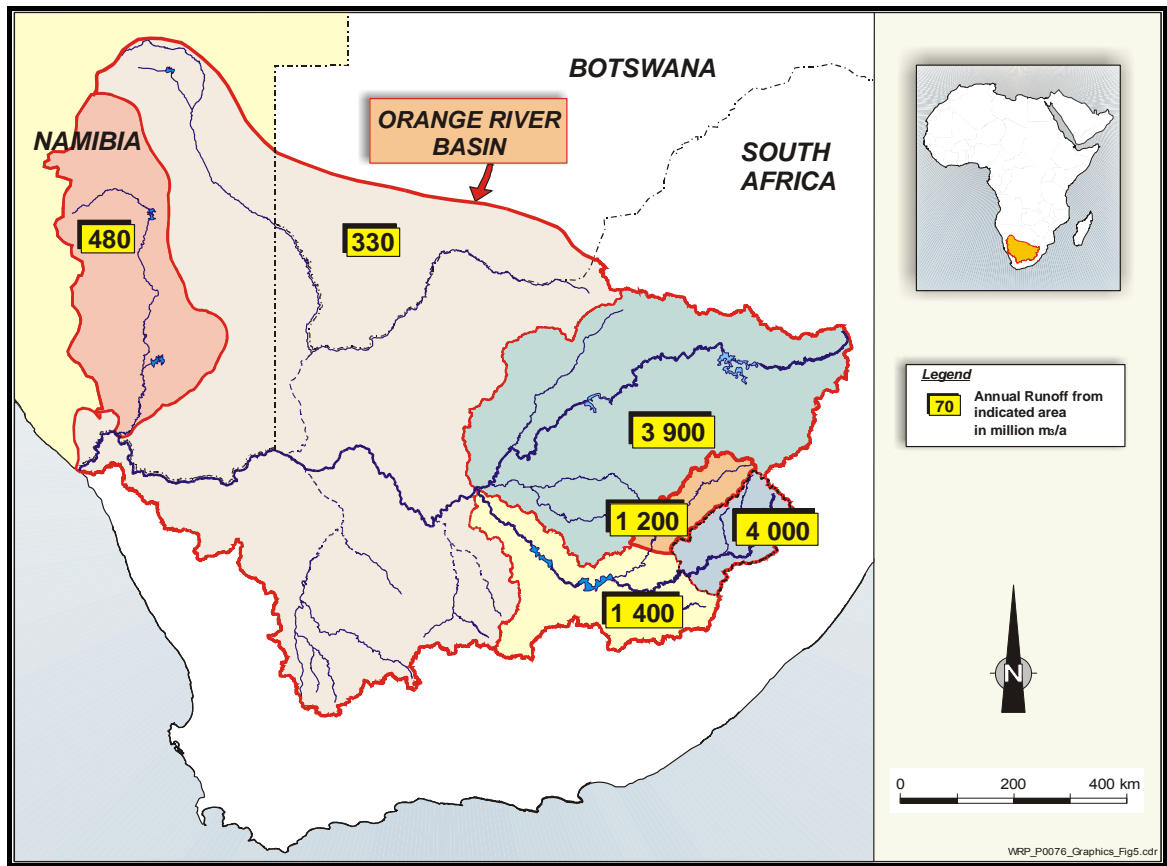 BOTSWANA
NAMIBIA
ORANGE RIVER
BASIN
SOUTH
AFRICA
480
330
3 900
1 200
4 000
1 400
Legend
70
Annual Runoff from
indicated area
in million m3/a
N
0 200 400 km
WRP_P0076_Graphics_Fig5.cdr